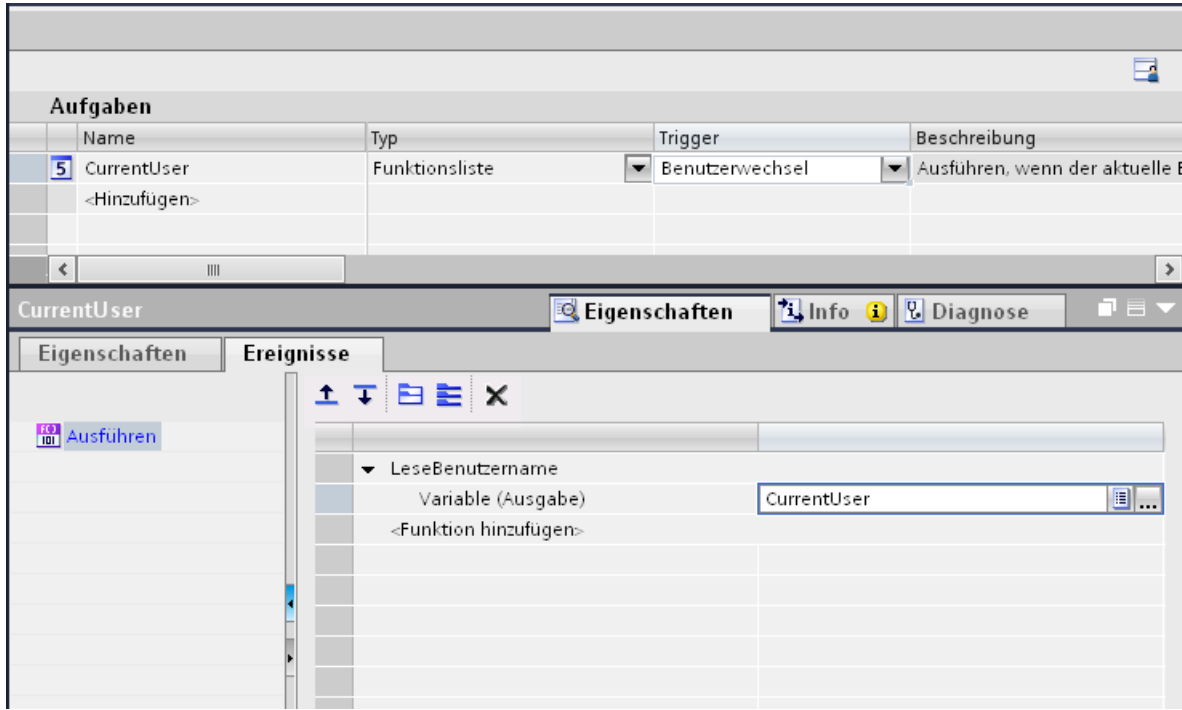 Aufgaben
Name Typ Trigger Beschreibung
5 CurrentUser Funktionsliste Benutzerwechsel Ausführen, wenn der aktuelle
<Hinzufügen>
CurrentUser Eigenschaften Info Diagnose
Eigenschaften Ereignisse
Ausführen
LeseBenutzername
Variable (Ausgabe) CurrentUser
<Funktion hinzufügen>